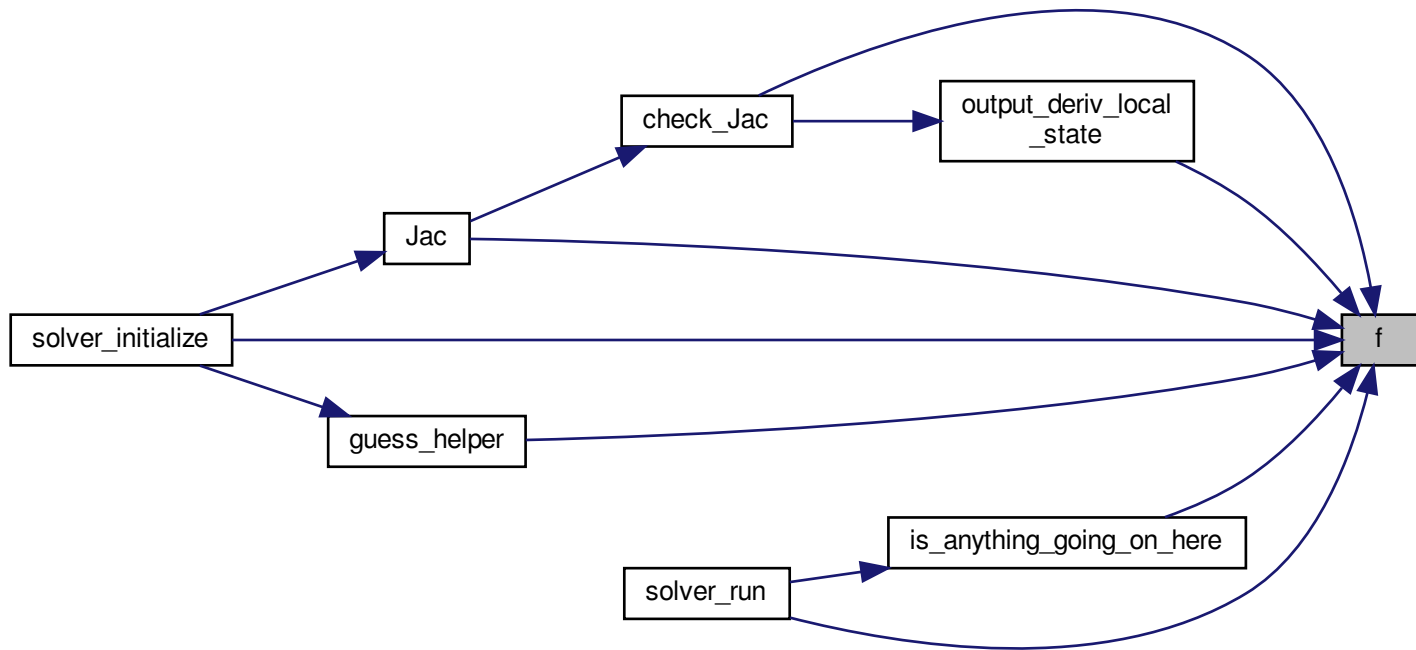 check_Jac
output_deriv_local
_state
Jac
solver_initialize
f
guess_helper
is_anything_going_on_here
solver_run